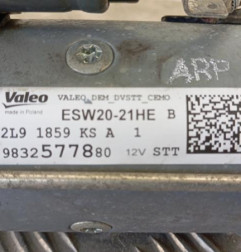 ARP
Valeo VALEO_DEM_DVSTT_CEMO
made in Poland
ESW20-21HE B
2L9 1859 KS A 1
9832577880 12V STT